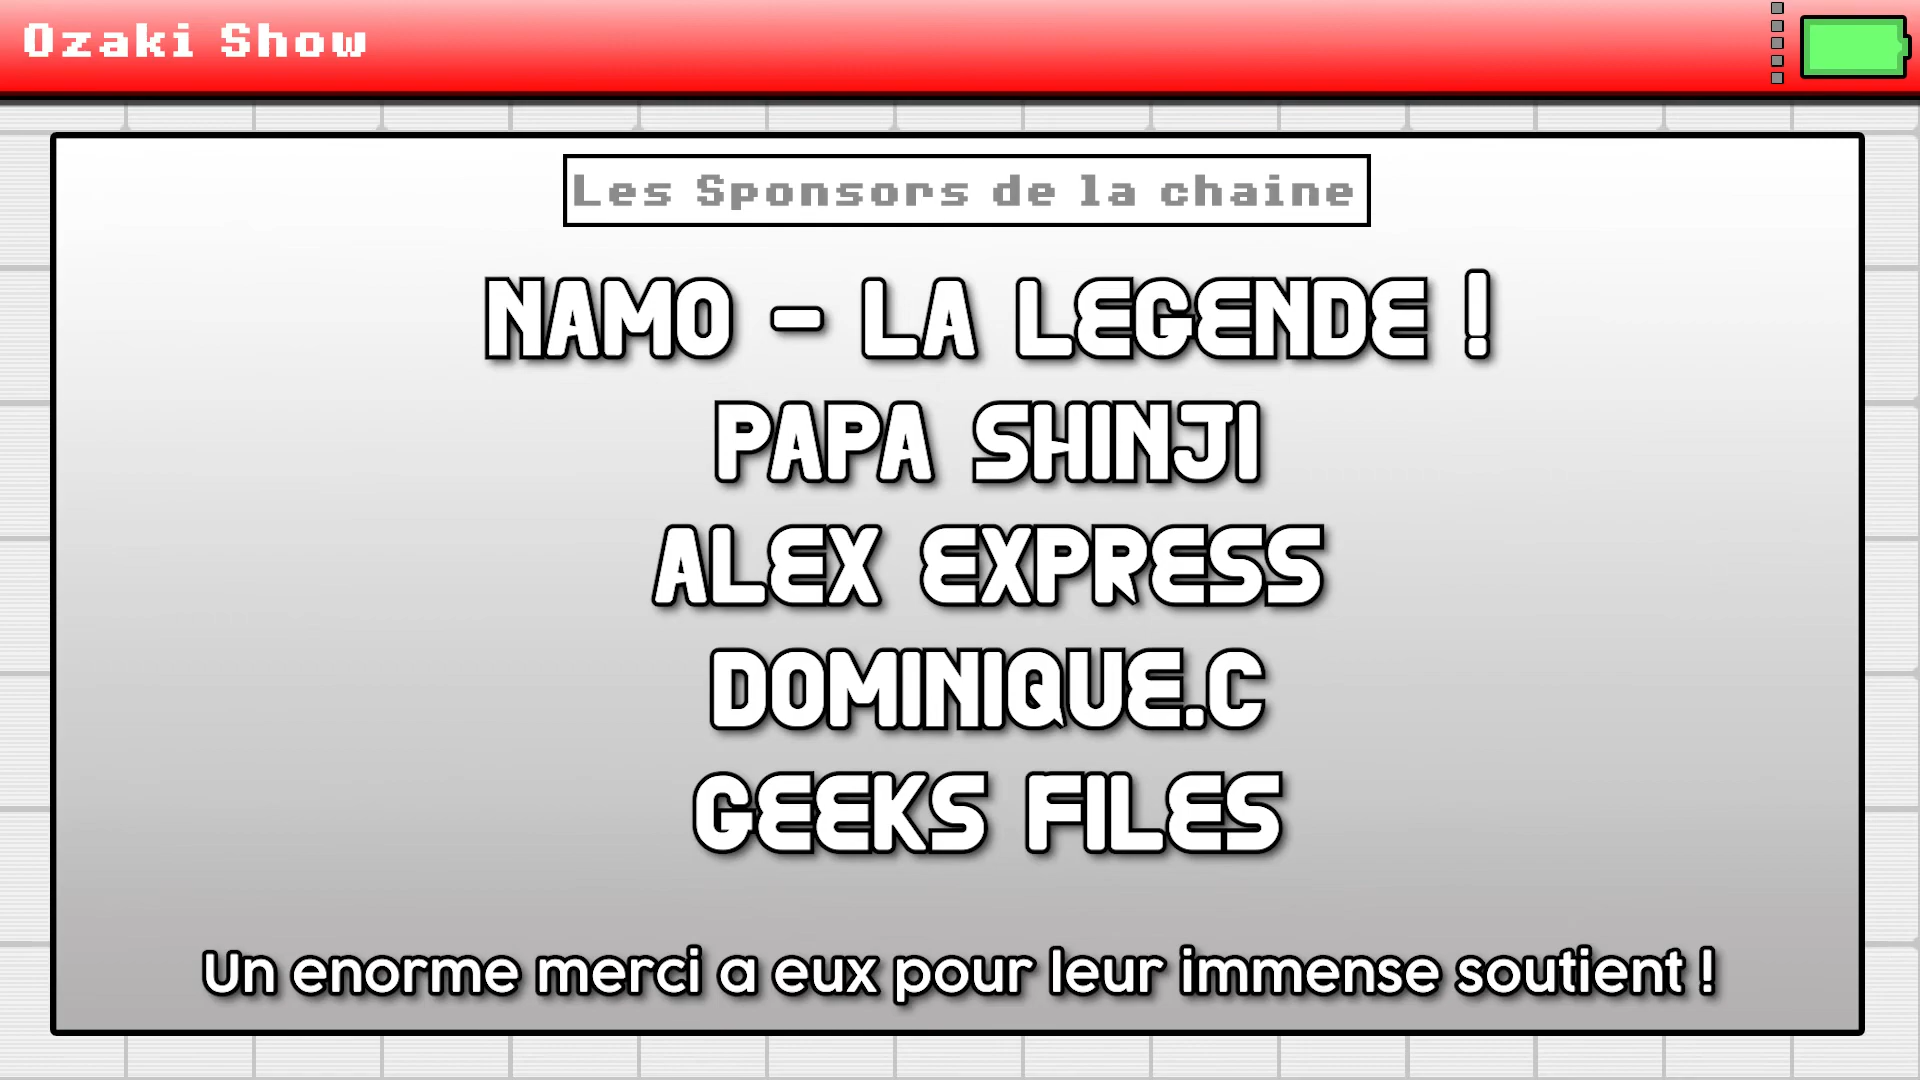 Ozaki Show
Les Sponsors de la chaine
NAMO - LA LEGENDE !
PAPA SHINJI
ALEX EXPRESS
DOMINIQUE.C
GEEKS FILES
Un enorme merci a eux pour leur immense soutient !